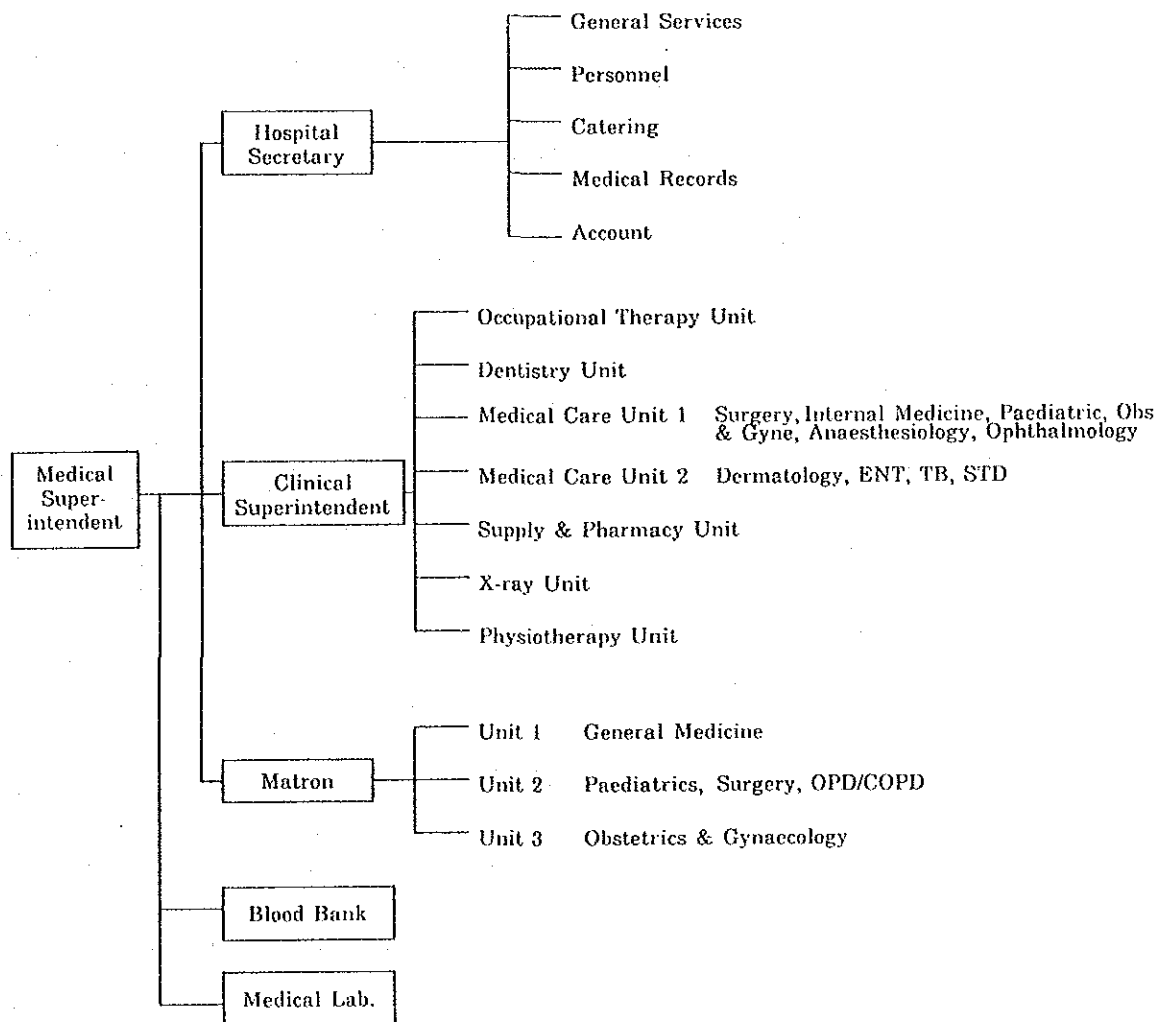 General Services
Personnel
Hospital
Secretary
Catering
Medical Records
Account
Occupational Therapy Unit
Dentistry Unit
Medical Care Unit 1 Surgery, Internal Medicine, Paediatric, Obs
& Gyne, Anaesthesiology, Ophthalmology
Medical
Super-
intendent
Clinical
Superintendent
Medical Care Unit 2 Dermatology, ENT, TB, STD
Supply & Pharmacy Unit
X-ray Unit
Physiotherapy Unit
Matron
Unit 1 General Medicine
Unit 2 Paediatrics, Surgery, OPD/COPD
Unit 3 Obstetrics & Gynaecology
Blood Bank
Medical Lab.